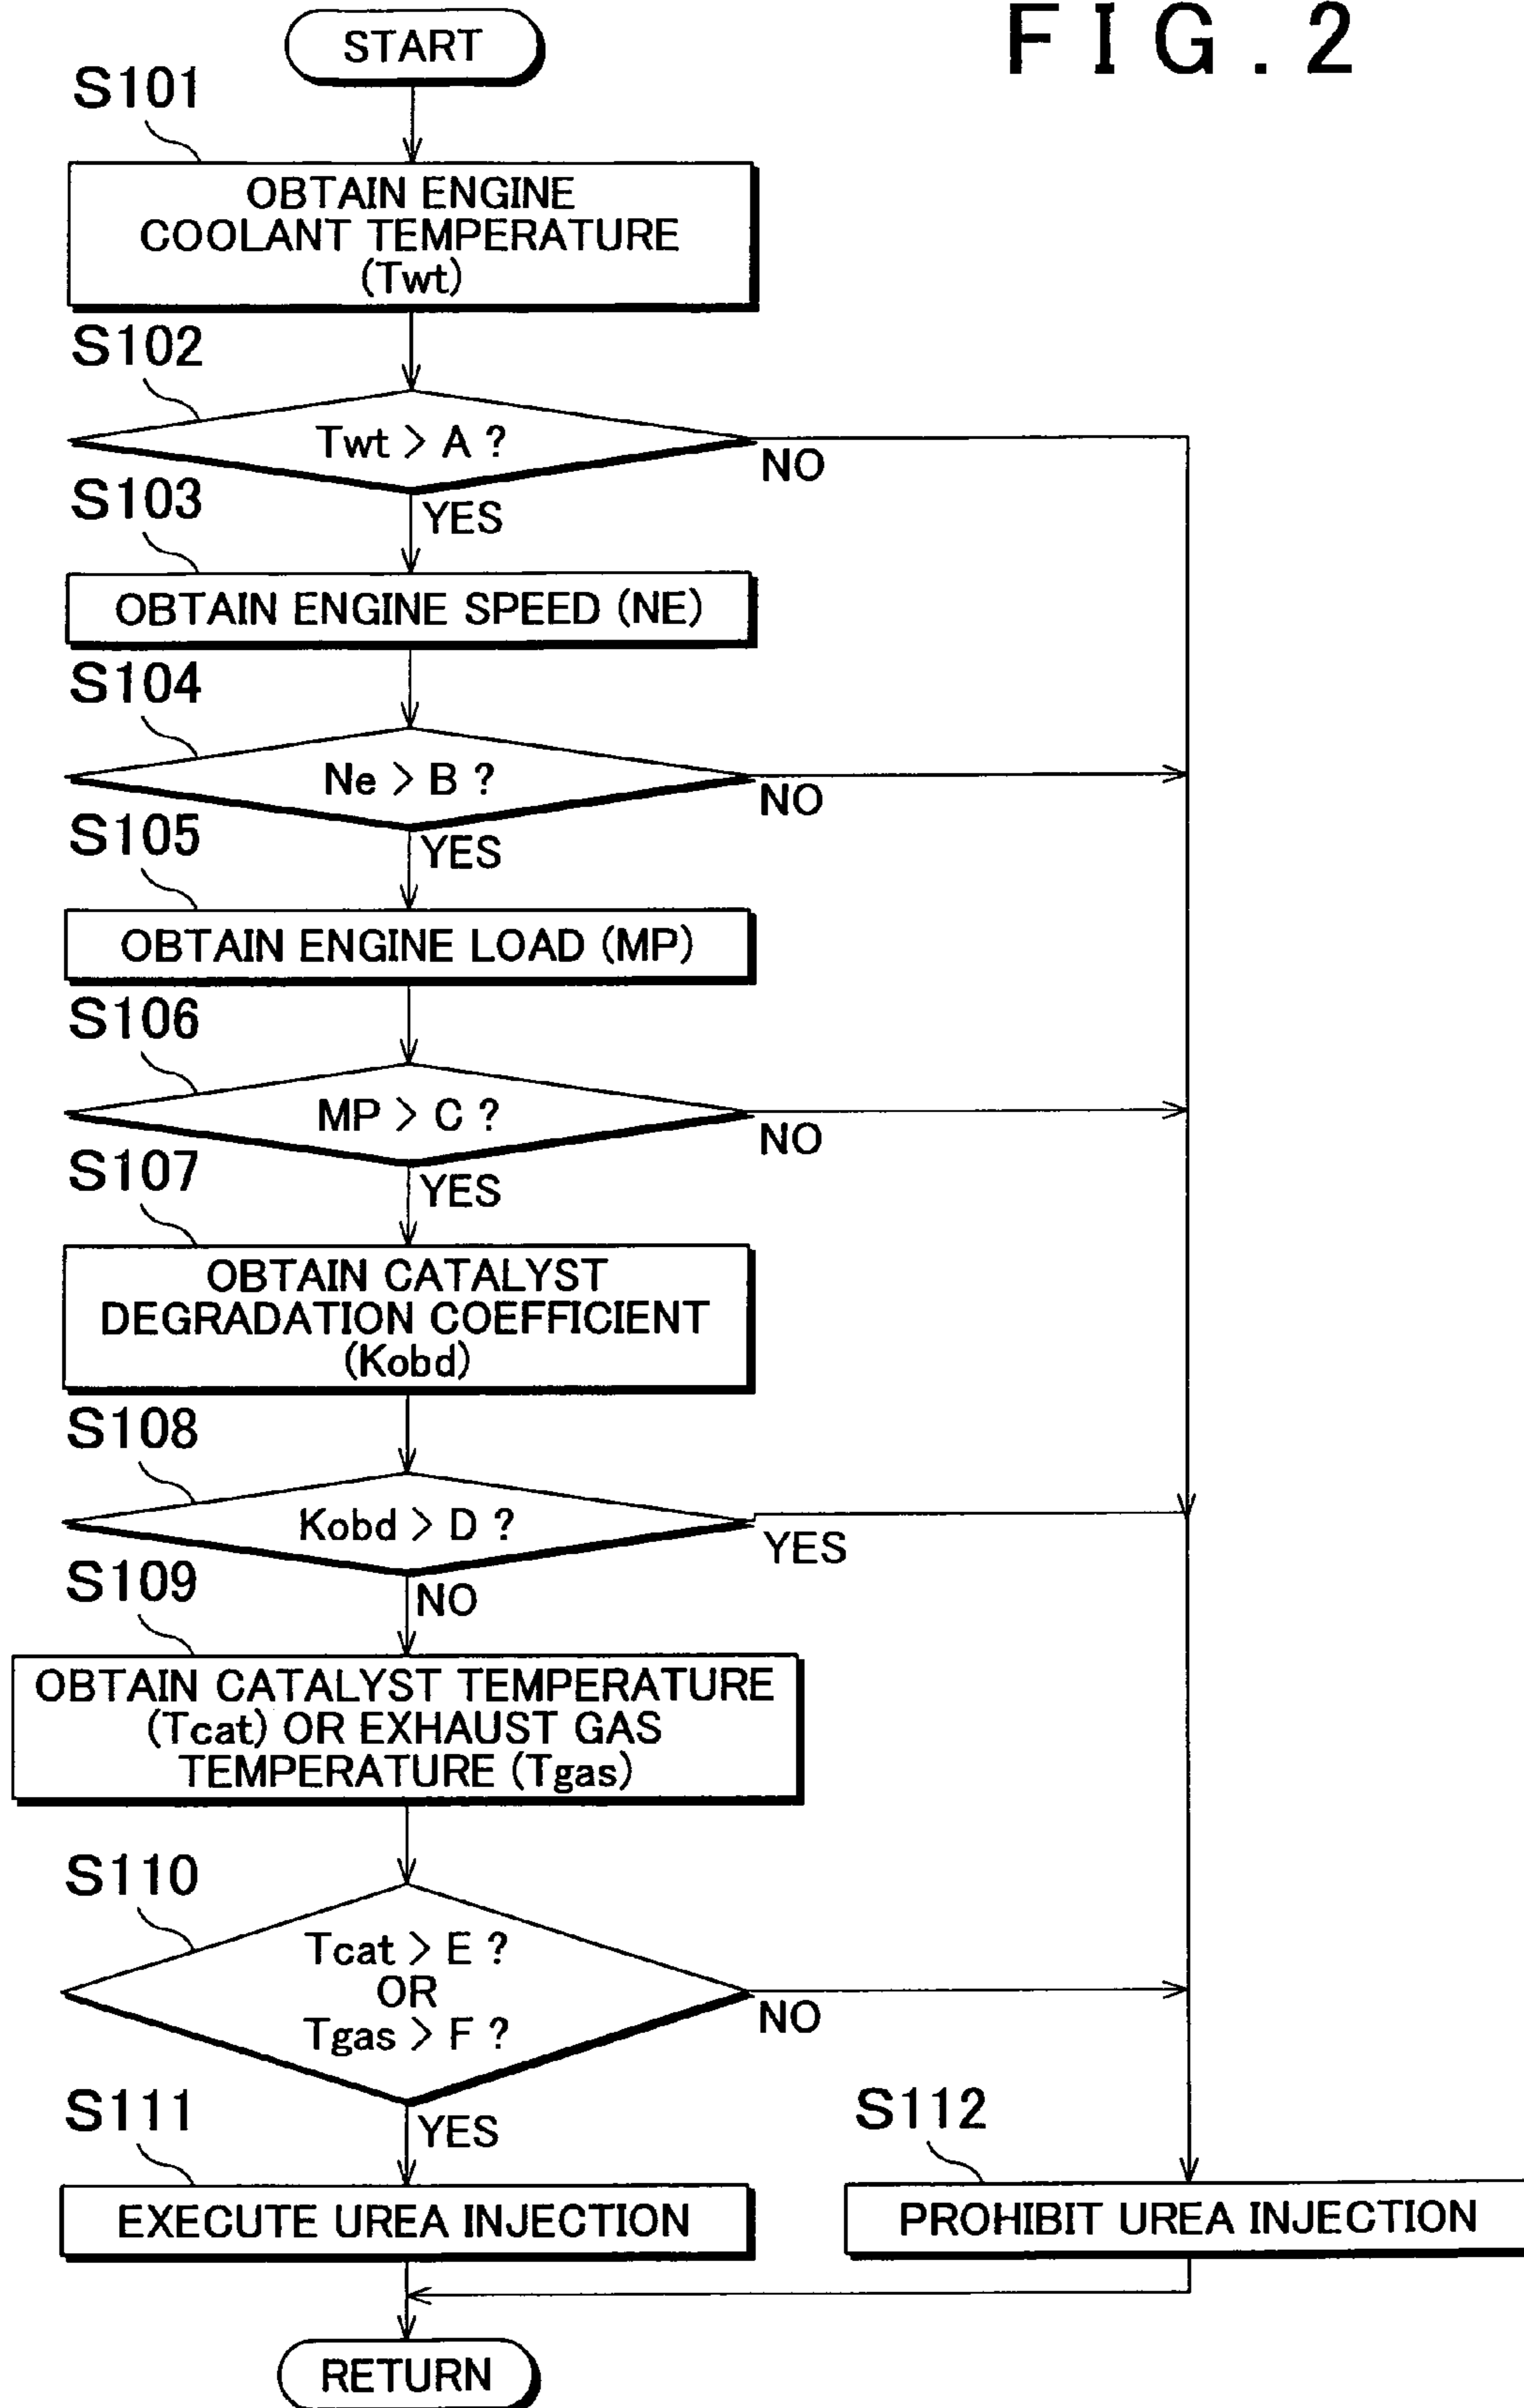 FIG.2
START
S101
OBTAIN ENGINE
COOLANT TEMPERATURE
(Twt)
S102
Twt > A ?
NO
YES
S103
OBTAIN ENGINE SPEED (NE)
S104
Ne > B ?
NO
YES
S105
OBTAIN ENGINE LOAD (MP)
S106
MP > C ?
NO
YES
S107
OBTAIN CATALYST
DEGRADATION COEFFICIENT
(Kobd)
S108
Kobd > D ?
YES
NO
S109
OBTAIN CATALYST TEMPERATURE
(Tcat) OR EXHAUST GAS
TEMPERATURE (Tgas)
S110
Tcat > E ?
OR
Tgas > F ?
NO
YES
S111
EXECUTE UREA INJECTION
S112
PROHIBIT UREA INJECTION
RETURN